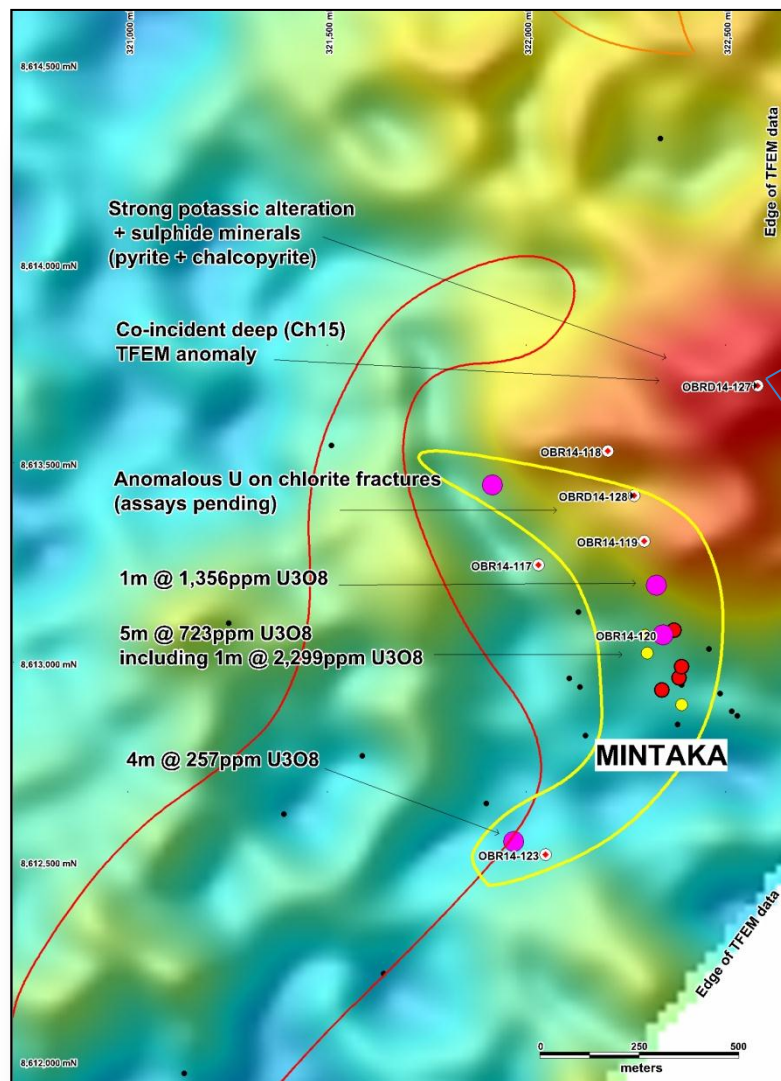 321,000 m
321,500 m
322,000 m
322,500 m
8,614,500 mN
Edge of TFEM data
Strong potassic alteration
+ sulphide minerals
(pyrite + chalcopyrite)
8,614,000 mN
Co-incident deep (Ch15)
TFEM anomaly
OBRD14-127
OBR14-118
8,613,500 mN
Anomalous U on chlorite fractures
(assays pending)
OBRD14-128
OBR14-119
OBR14-117
1m @ 1,356ppm U3O8
5m @ 723ppm U3O8
including 1m @ 2,299ppm U3O8
OBR14-120
8,613,000 mN
MINTAKA
4m @ 257ppm U3O8
OBR14-123
8,612,500 mN
Edge of TFEM data
0 250 500
meters
8,612,000 mN